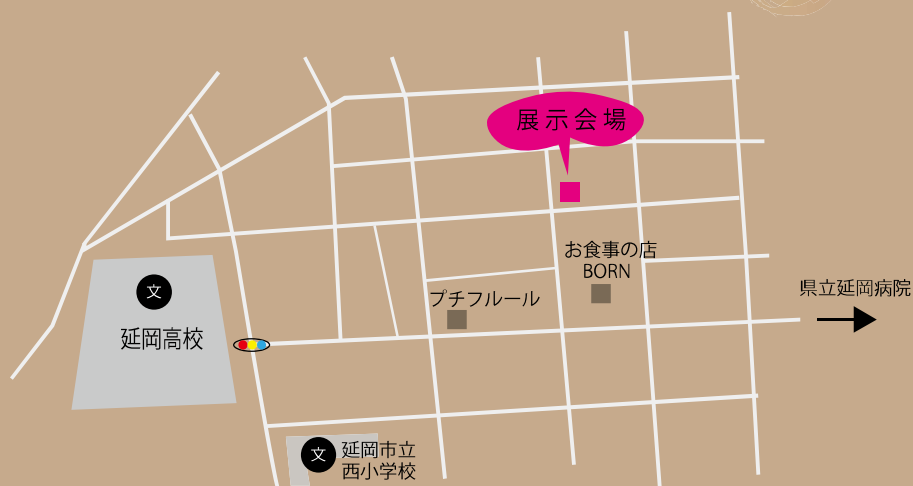 展示会場
お食事の店
BORN
県立延岡病院
文
プチフルール
延岡高校
文
延岡市立
西小学校